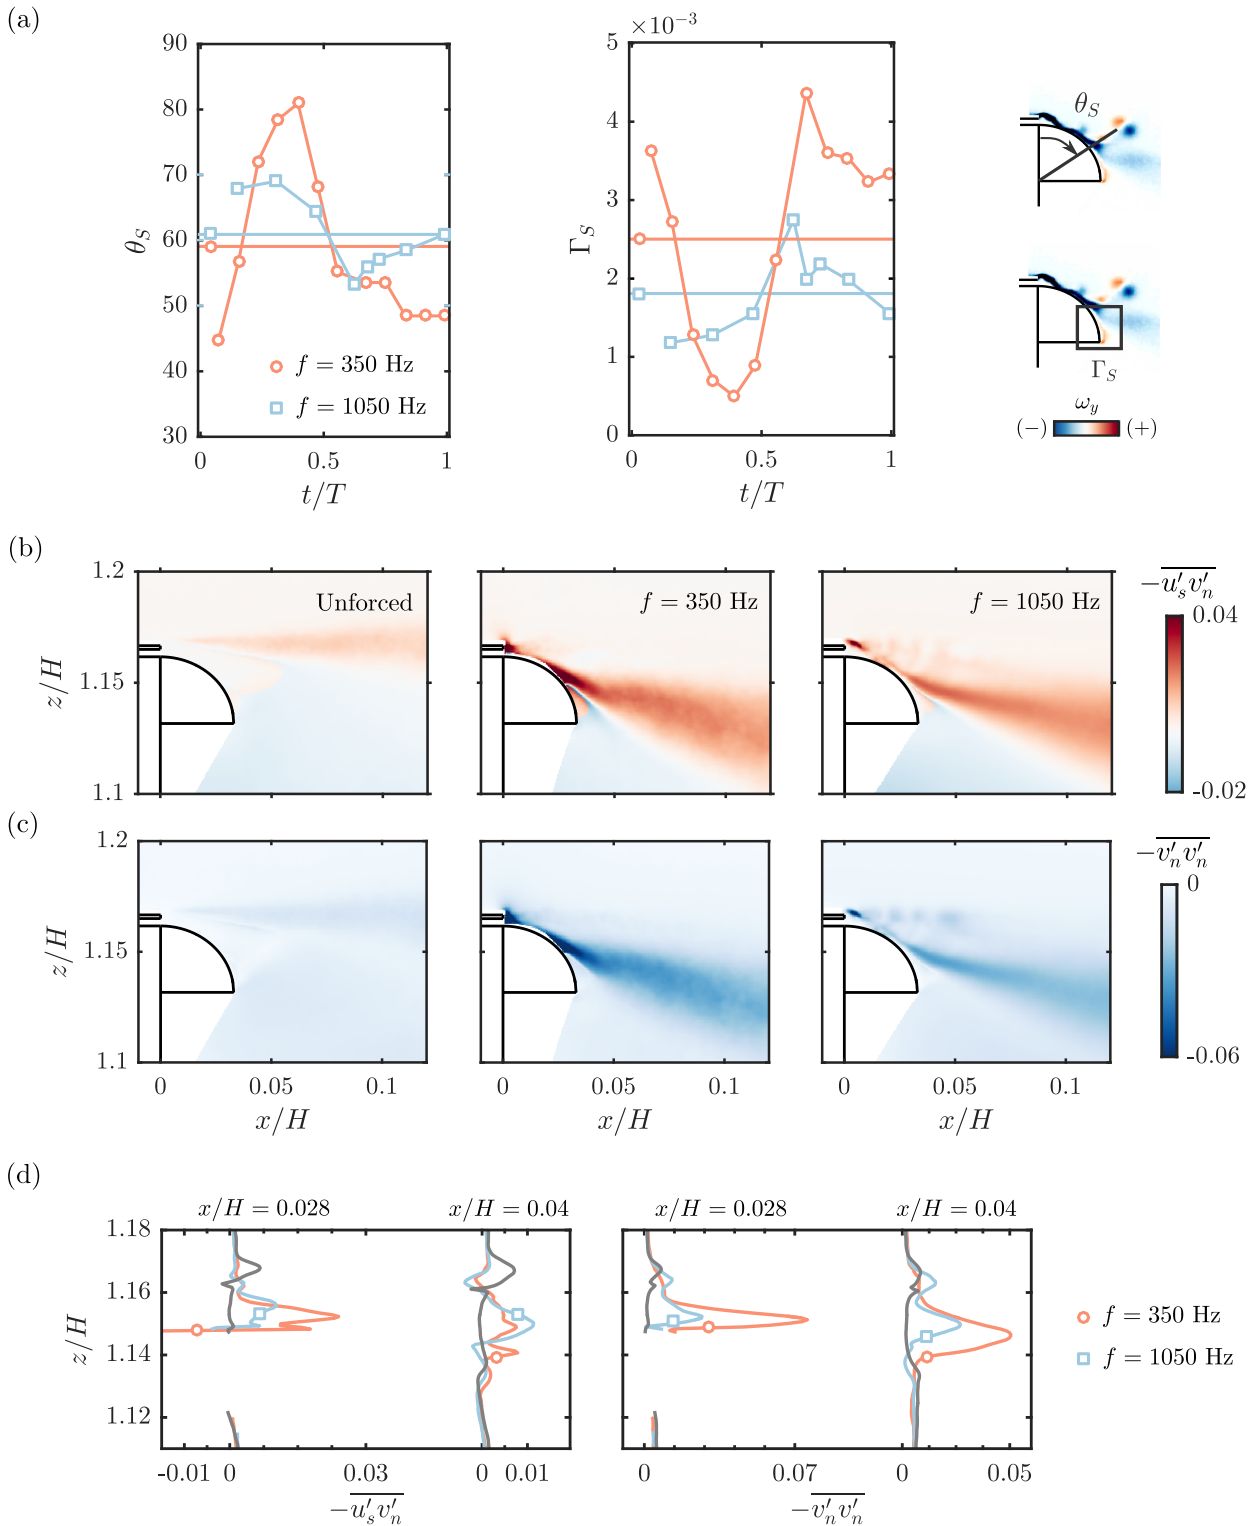 (a)
×10⁻³
90
80
70
60
50
40
30
θ_S
f = 350 Hz
f = 1050 Hz
0
0.5
1
t/T
5
4
3
2
1
0
Γ_S
0
0.5
1
t/T
θ_S
Γ_S
ω_y
(−)
(+)
(b)
1.2
1.15
1.1
z/H
Unforced
f = 350 Hz
f = 1050 Hz
−u′_s v′_n
0.04
-0.02
(c)
1.2
1.15
1.1
z/H
0
0.05
0.1
x/H
0
0.05
0.1
x/H
0
0.05
0.1
x/H
−v′_n v′_n
0
-0.06
(d)
x/H = 0.028
x/H = 0.04
x/H = 0.028
x/H = 0.04
1.18
1.16
1.14
1.12
z/H
-0.01
0
0.03
0
0.01
−u′_s v′_n
0
0.07
0
0.05
−v′_n v′_n
f = 350 Hz
f = 1050 Hz